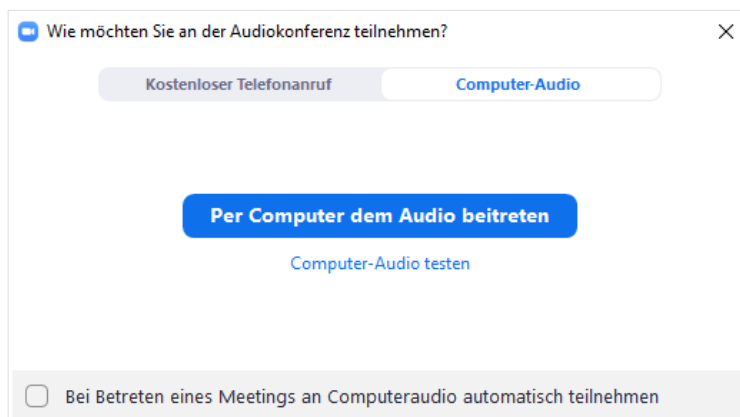 Wie möchten Sie an der Audiokonferenz teilnehmen?
Kostenloser Telefonanruf
Computer-Audio
Per Computer dem Audio beitreten
Computer-Audio testen
Bei Betreten eines Meetings an Computeraudio automatisch teilnehmen